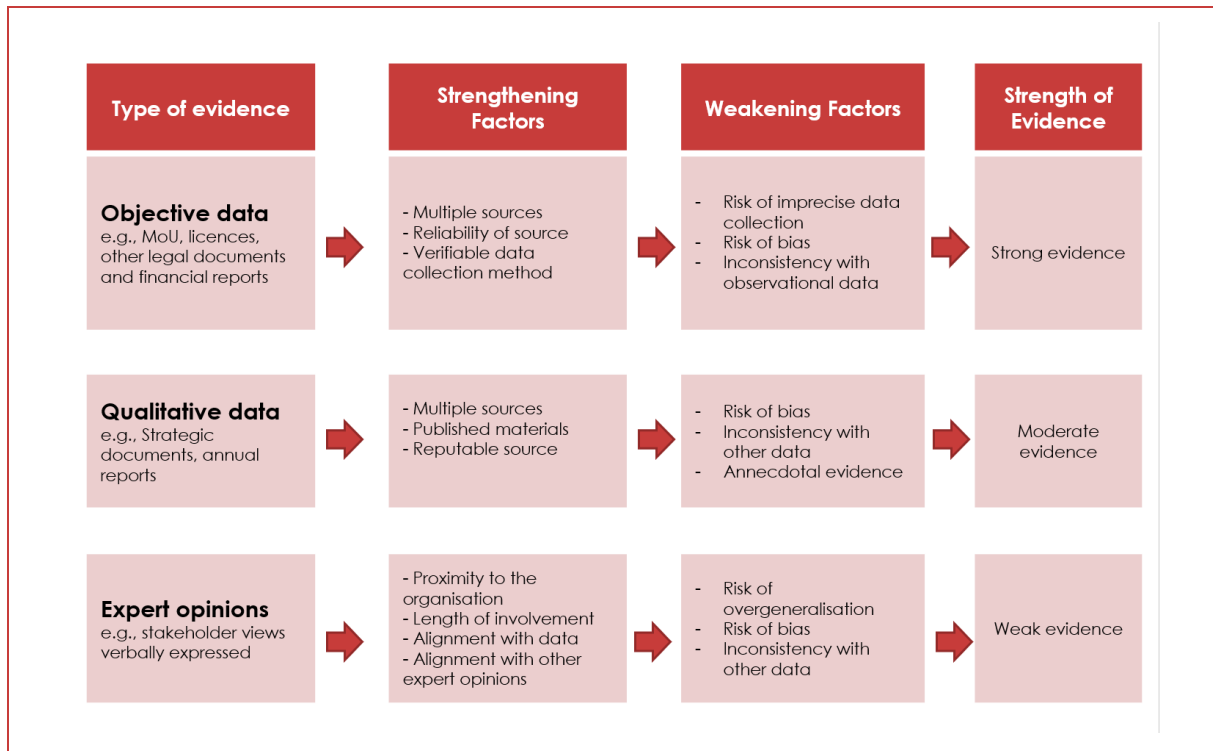 Type of evidence
Strengthening
Factors
Weakening Factors
Strength of
Evidence
Objective data
e.g., MoU, licences,
other legal documents
and financial reports
- Multiple sources
- Reliability of source
- Verifiable data
collection method
- Risk of imprecise data
collection
- Risk of bias
- Inconsistency with
observational data
Strong evidence
Qualitative data
e.g., Strategic
documents, annual
reports
- Multiple sources
- Published materials
- Reputable source
- Risk of bias
- Inconsistency with
other data
- Annecdotal evidence
Moderate
evidence
Expert opinions
e.g., stakeholder views
verbally expressed
- Proximity to the
organisation
- Length of involvement
- Alignment with data
- Alignment with other
expert opinions
- Risk of
overgeneralisation
- Risk of bias
- Inconsistency with
other data
Weak evidence